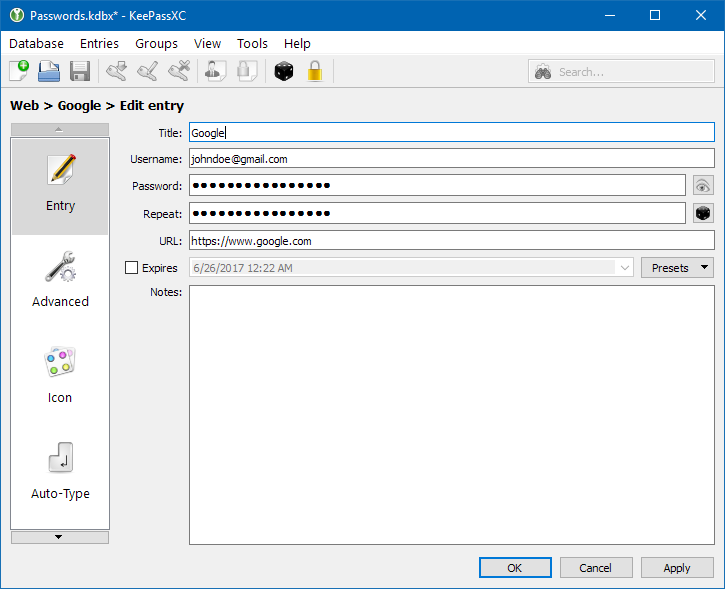 Passwords.kdbx* - KeePassXC
Database Entries Groups View Tools Help
Search...
Web > Google > Edit entry
Title: Google
Username: johndoe@gmail.com
Password: ●●●●●●●●●●●●●●●●
Repeat: ●●●●●●●●●●●●●●●●
URL: https://www.google.com
Expires 6/26/2017 12:22 AM Presets
Notes:
Entry
Advanced
Icon
Auto-Type
OK Cancel Apply